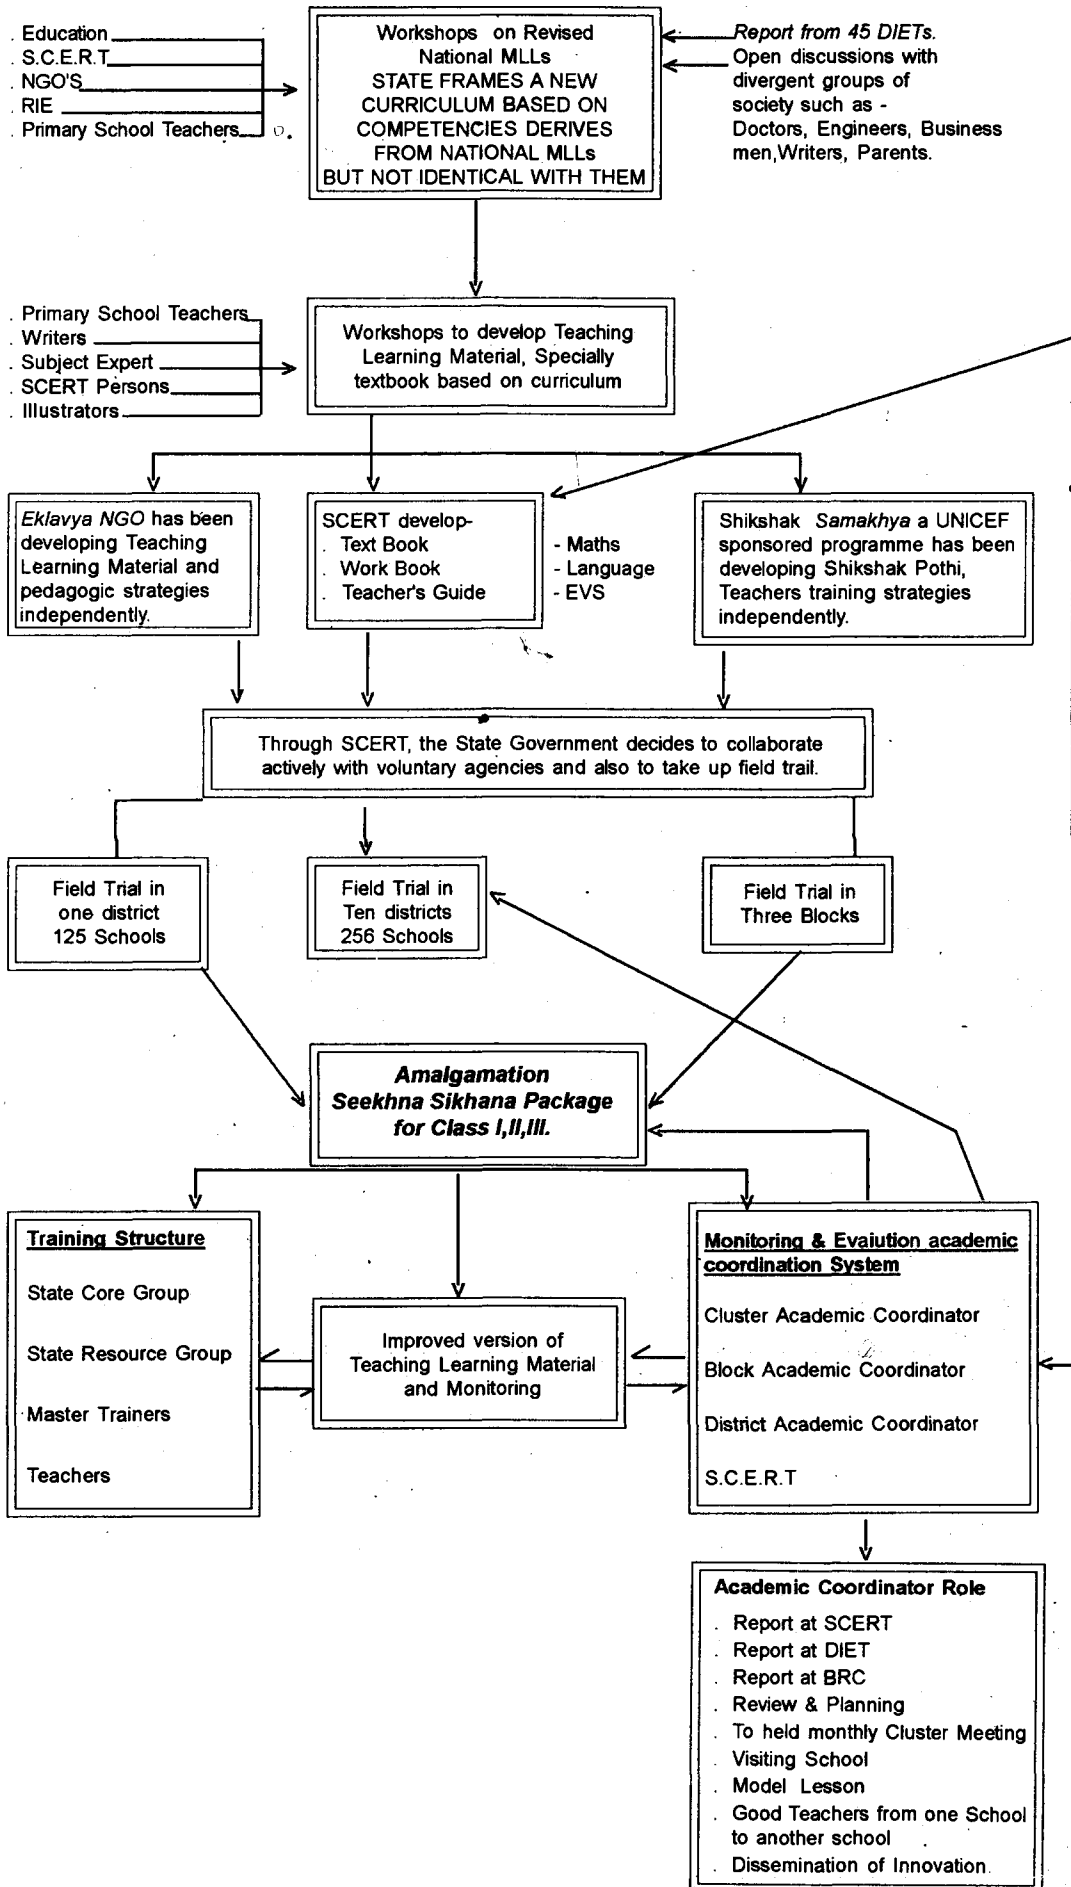 . Education
. S.C.E.R.T
. NGO'S
. RIE
. Primary School Teachers
Workshops on Revised
National MLLs
STATE FRAMES A NEW
CURRICULUM BASED ON
COMPETENCIES DERIVES
FROM NATIONAL MLLs
BUT NOT IDENTICAL WITH THEM
Report from 45 DIETs.
Open discussions with
divergent groups of
society such as -
Doctors, Engineers, Business
men,Writers, Parents.
. Primary School Teachers
. Writers
. Subject Expert
. SCERT Persons
. Illustrators
Workshops to develop Teaching
Learning Material, Specially
textbook based on curriculum
Eklavya NGO has been
developing Teaching
Learning Material and
pedagogic strategies
independently.
SCERT develop-
. Text Book
. Work Book
. Teacher's Guide
- Maths
- Language
- EVS
Shikshak Samakhya a UNICEF
sponsored programme has been
developing Shikshak Pothi,
Teachers training strategies
independently.
Through SCERT, the State Government decides to collaborate
actively with voluntary agencies and also to take up field trail.
Field Trial in
one district
125 Schools
Field Trial in
Ten districts
256 Schools
Field Trial in
Three Blocks
Amalgamation
Seekhna Sikhana Package
for Class I,II,III.
Training Structure
State Core Group
State Resource Group
Master Trainers
Teachers
Improved version of
Teaching Learning Material
and Monitoring
Monitoring & Evaiution academic
coordination System
Cluster Academic Coordinator
Block Academic Coordinator
District Academic Coordinator
S.C.E.R.T
Academic Coordinator Role
. Report at SCERT
. Report at DIET
. Report at BRC
. Review & Planning
. To held monthly Cluster Meeting
. Visiting School
. Model Lesson
. Good Teachers from one School
to another school
. Dissemination of Innovation